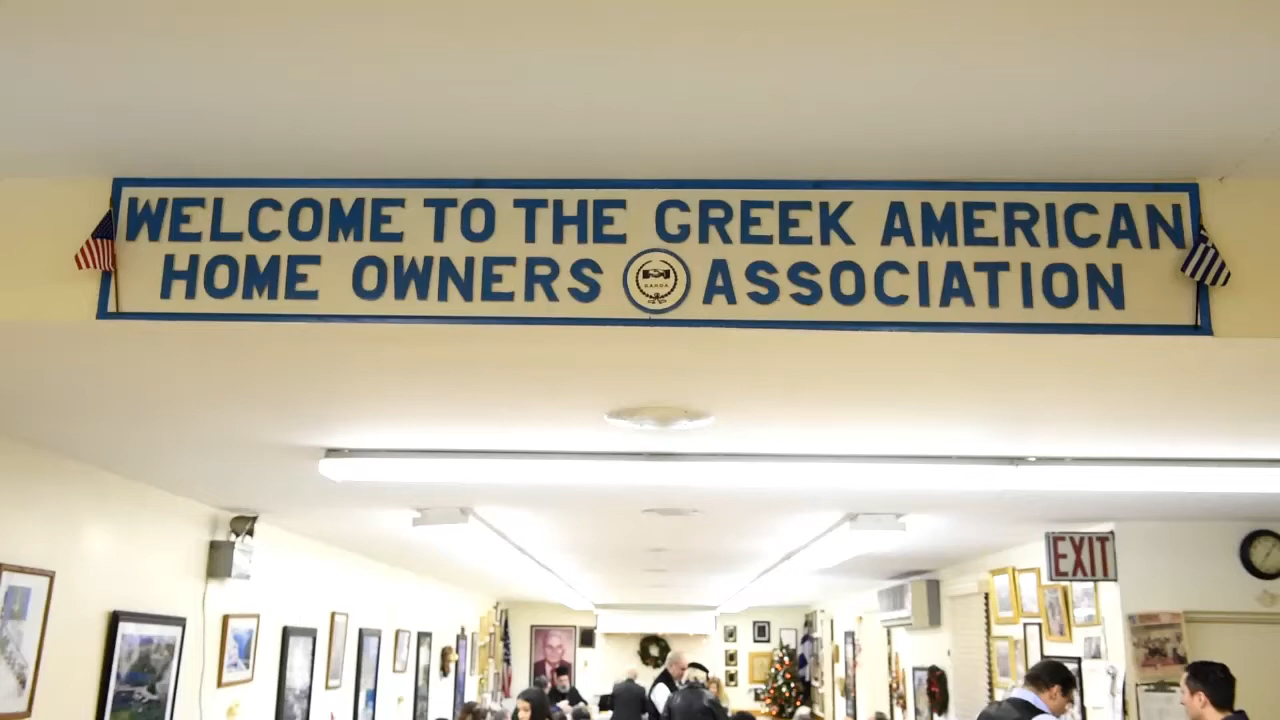 WELCOME TO THE GREEK AMERICAN
HOME OWNERS ASSOCIATION
G.A.H.O.A.
EXIT